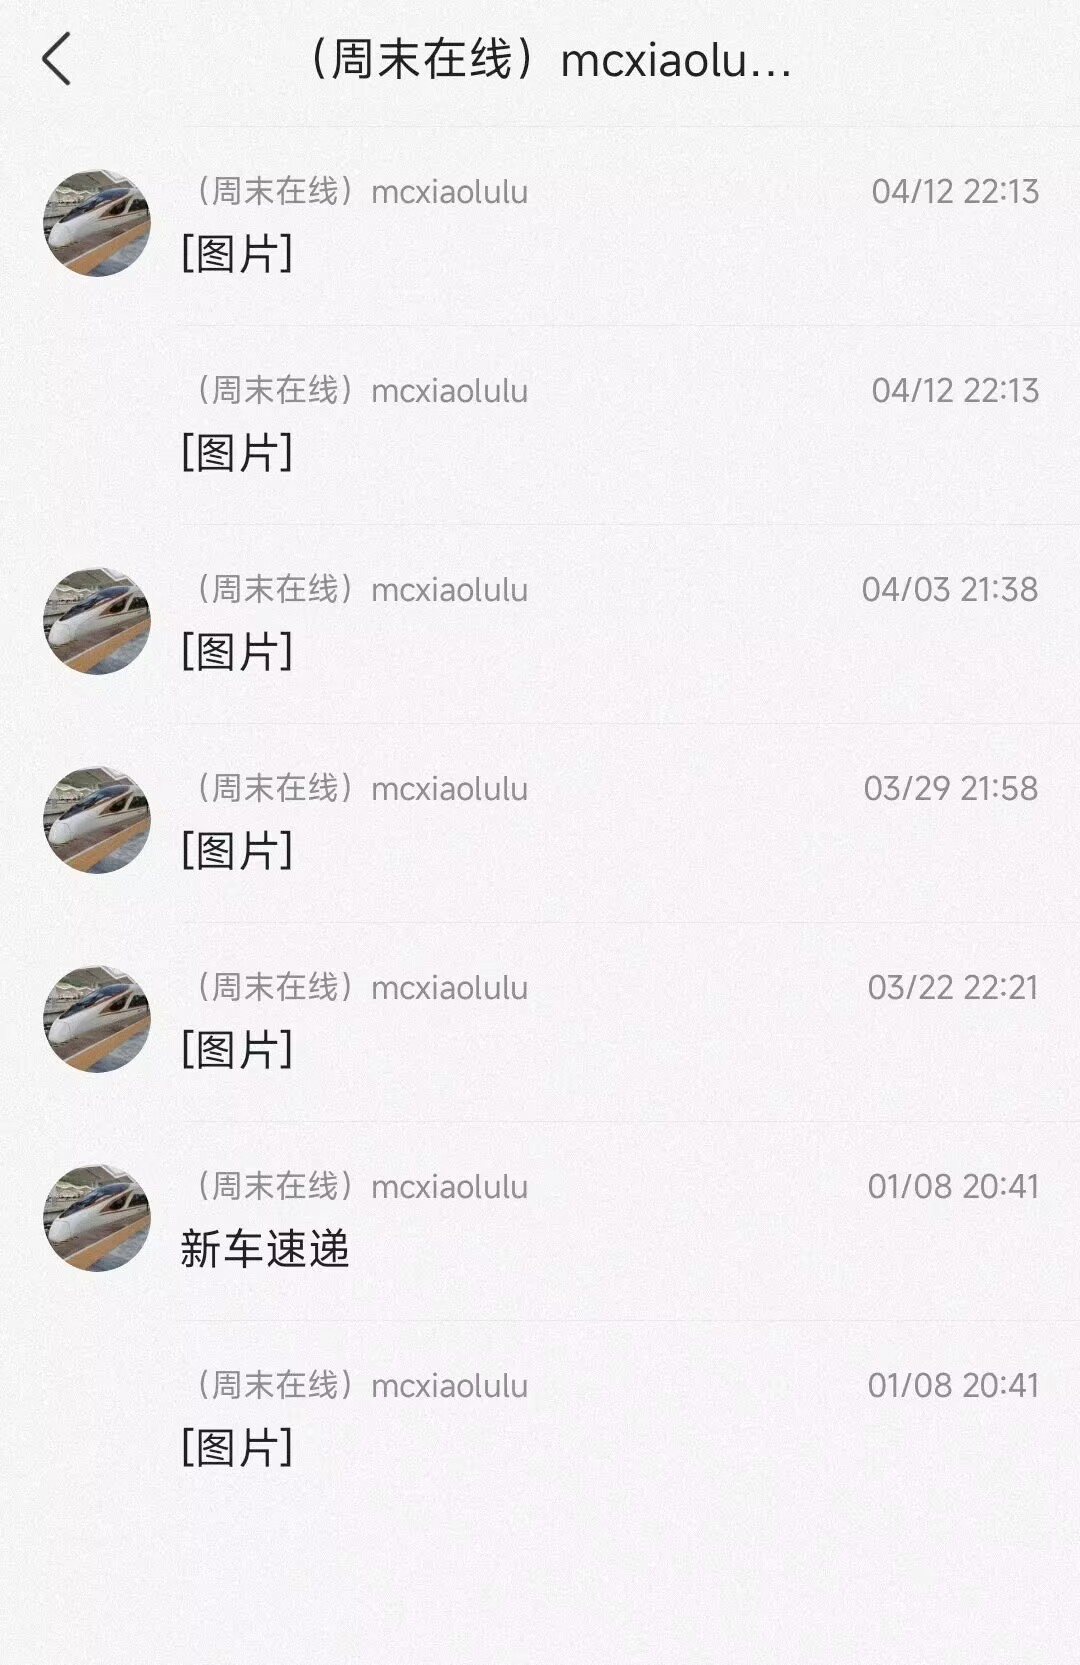 （周末在线）mcxiaolu...
（周末在线）mcxiaolulu 04/12 22:13
[图片]
（周末在线）mcxiaolulu 04/12 22:13
[图片]
（周末在线）mcxiaolulu 04/03 21:38
[图片]
（周末在线）mcxiaolulu 03/29 21:58
[图片]
（周末在线）mcxiaolulu 03/22 22:21
[图片]
（周末在线）mcxiaolulu 01/08 20:41
新车速递
（周末在线）mcxiaolulu 01/08 20:41
[图片]